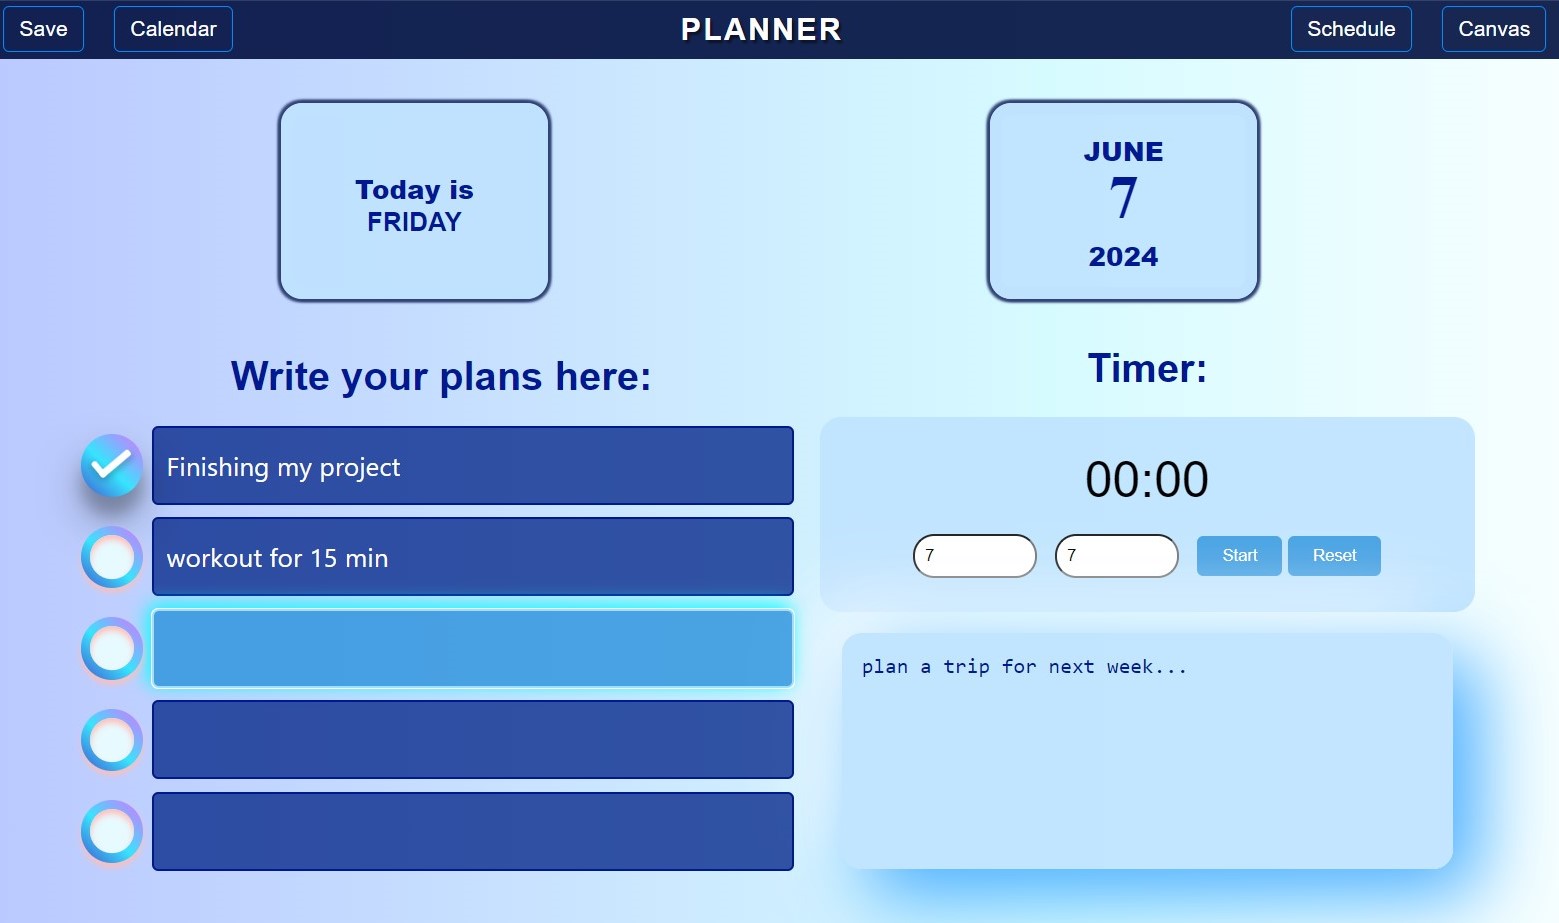 Save
Calendar
PLANNER
Schedule
Canvas
Today is
FRIDAY
JUNE
7
2024
Write your plans here:
Finishing my project
workout for 15 min
Timer:
00:00
7
7
Start
Reset
plan a trip for next week...